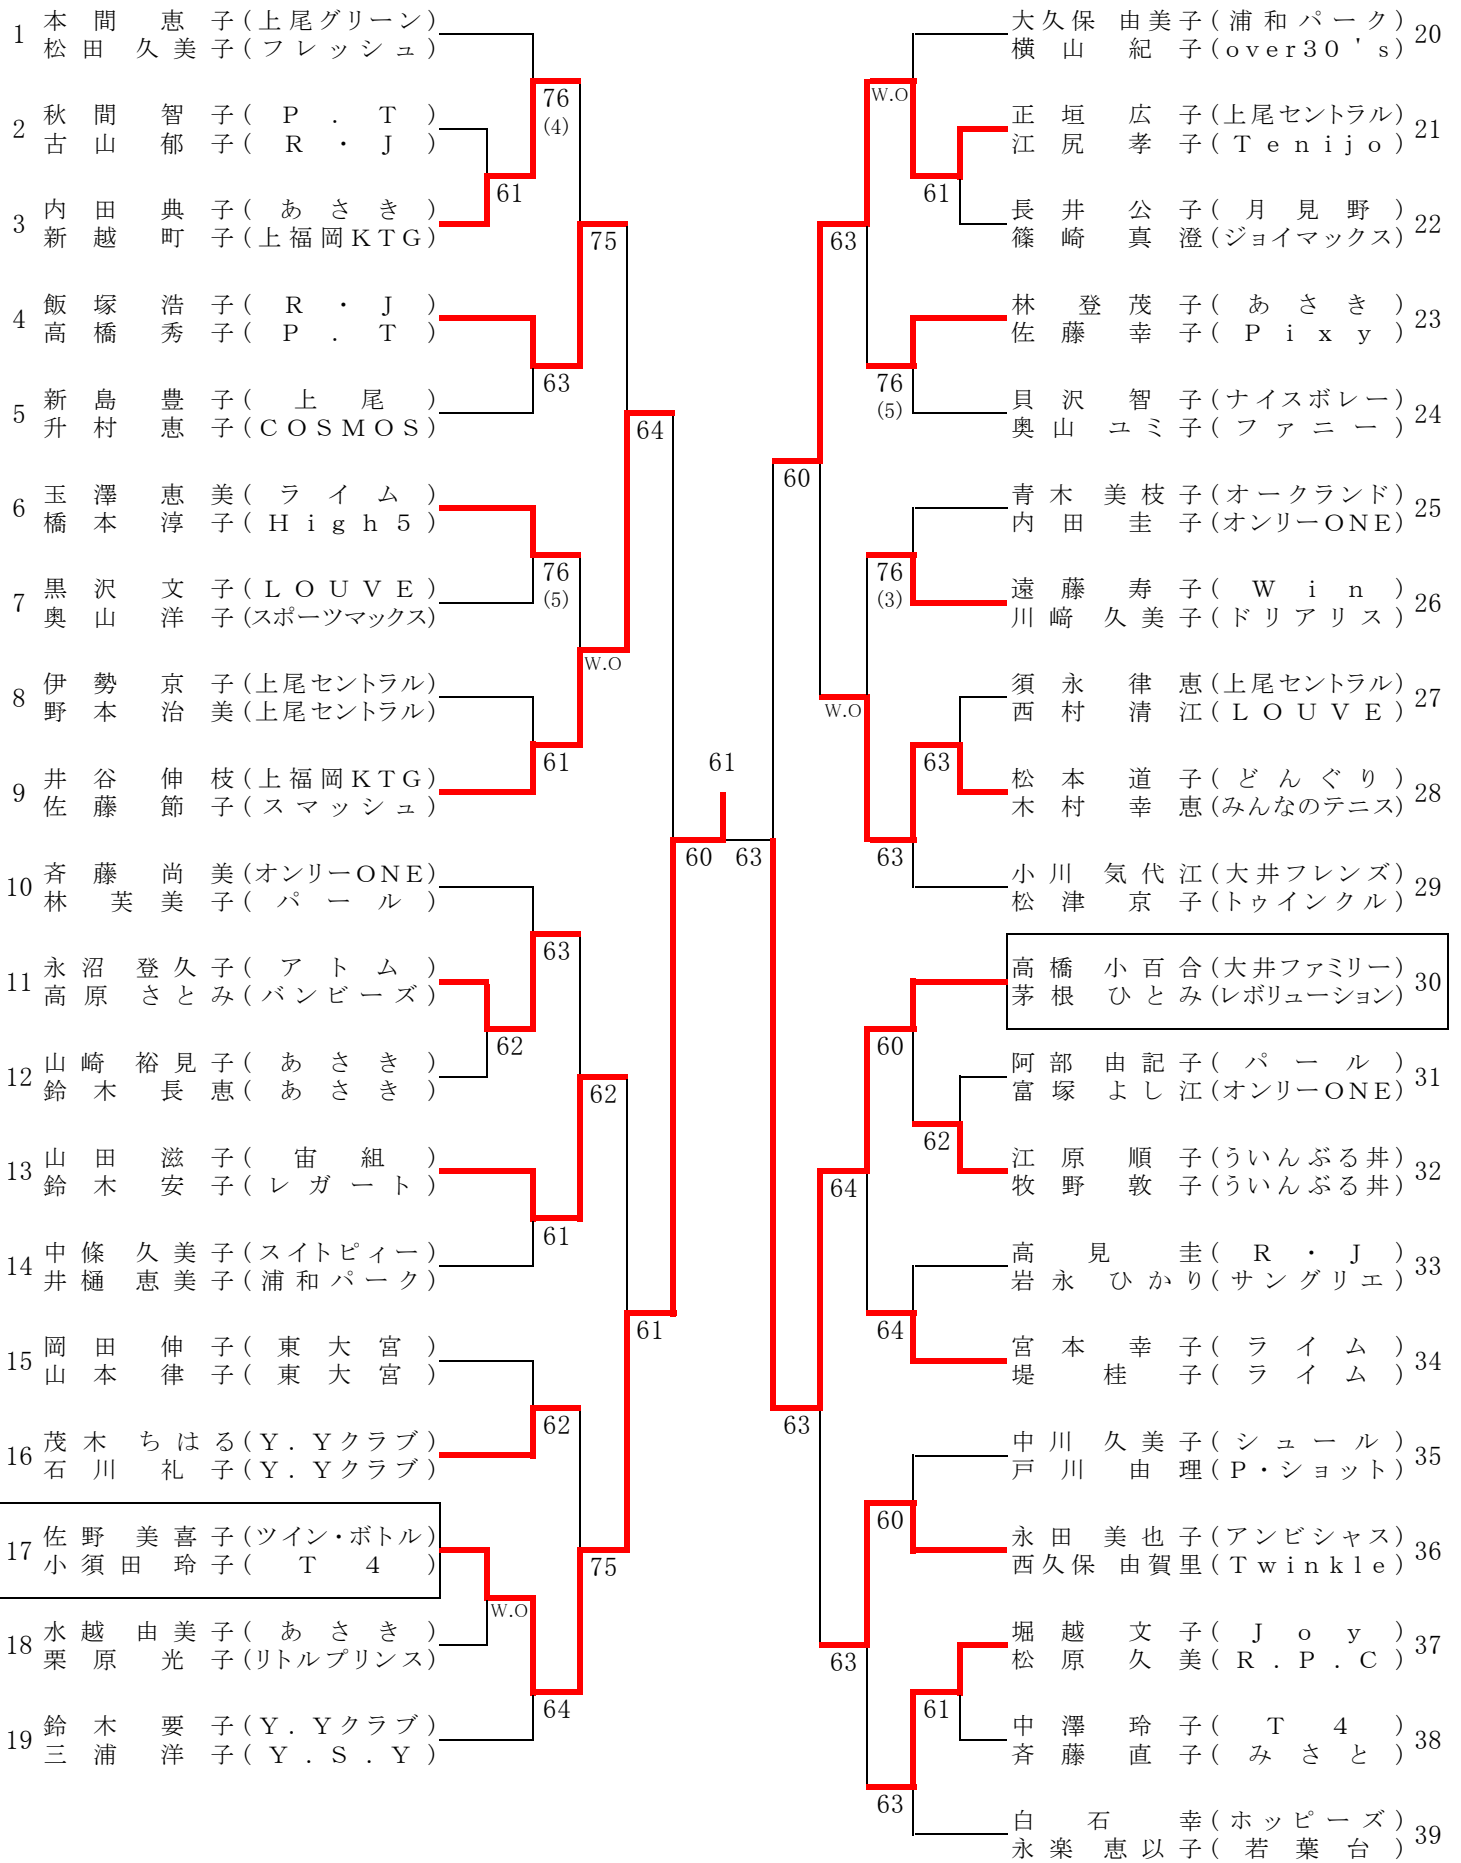 1 本間 恵子(上尾グリーン)
松田 久美子(フレッシュ)
76
(4)
2 秋間 智子(P.T)
古山 郁子(R・J)
61
3 内田 典子(あさき)
新越 町子(上福岡KTG)
75
4 飯塚 浩子(R・J)
高橋 秀子(P.T)
63
5 新島 豊子(上尾)
升村 恵子(COSMOS)
64
6 玉澤 恵美(ライム)
橋本 淳子(High5)
76
(5)
7 黒沢 文子(LOUVE)
奥山 洋子(スポーツマックス)
W.O
8 伊勢 京子(上尾セントラル)
野本 治美(上尾セントラル)
61
9 井谷 伸枝(上福岡KTG)
佐藤 節子(スマッシュ)
60
10 斉藤 尚美(オンリーONE)
林 芙美子(パール)
63
11 永沼 登久子(アトム)
高原 さとみ(バンビーズ)
62
12 山崎 裕見子(あさき)
鈴木 長恵(あさき)
62
13 山田 滋子(宙組)
鈴木 安子(レガート)
61
14 中條 久美子(スイトピィー)
井樋 恵美子(浦和パーク)
61
15 岡田 伸子(東大宮)
山本 律子(東大宮)
62
16 茂木 ちはる(Y.Yクラブ)
石川 礼子(Y.Yクラブ)
17 佐野 美喜子(ツイン・ボトル)
小須田 玲子(T4)
75
W.O
18 水越 由美子(あさき)
栗原 光子(リトルプリンス)
64
19 鈴木 要子(Y.Yクラブ)
三浦 洋子(Y.S.Y)
61
大久保 由美子(浦和パーク) 20
横山 紀子(over30's)
W.O
正垣 広子(上尾セントラル) 21
江尻 孝子(Tenijo)
61
長井 公子(月見野) 22
篠崎 真澄(ジョイマックス)
63
林 登茂子(あさき) 23
佐藤 幸子(Pixy)
76
(5)
貝沢 智子(ナイスボレー) 24
奥山 ユミ子(ファニー)
60
青木 美枝子(オークランド) 25
内田 圭子(オンリーONE)
76
(3)
遠藤 寿子(Win) 26
川﨑 久美子(ドリアリス)
須永 律恵(上尾セントラル) 27
西村 清江(LOUVE)
W.O
63
松本 道子(どんぐり) 28
木村 幸恵(みんなのテニス)
63
63
小川 気代江(大井フレンズ) 29
松津 京子(トゥインクル)
高橋 小百合(大井ファミリー) 30
茅根 ひとみ(レボリューション)
60
阿部 由記子(パール) 31
富塚 よし江(オンリーONE)
62
江原 順子(ういんぶる丼) 32
牧野 敦子(ういんぶる丼)
64
高見 圭(R・J) 33
岩永 ひかり(サングリエ)
64
宮本 幸子(ライム) 34
堤 桂子(ライム)
63
中川 久美子(シュール) 35
戸川 由理(P・ショット)
60
永田 美也子(アンビシャス) 36
西久保 由賀里(Twinkle)
堀越 文子(Joy) 37
松原 久美(R.P.C)
63
61
中澤 玲子(T4) 38
斉藤 直子(みさと)
63
白石 幸(ホッピーズ) 39
永楽 恵以子(若葉台)